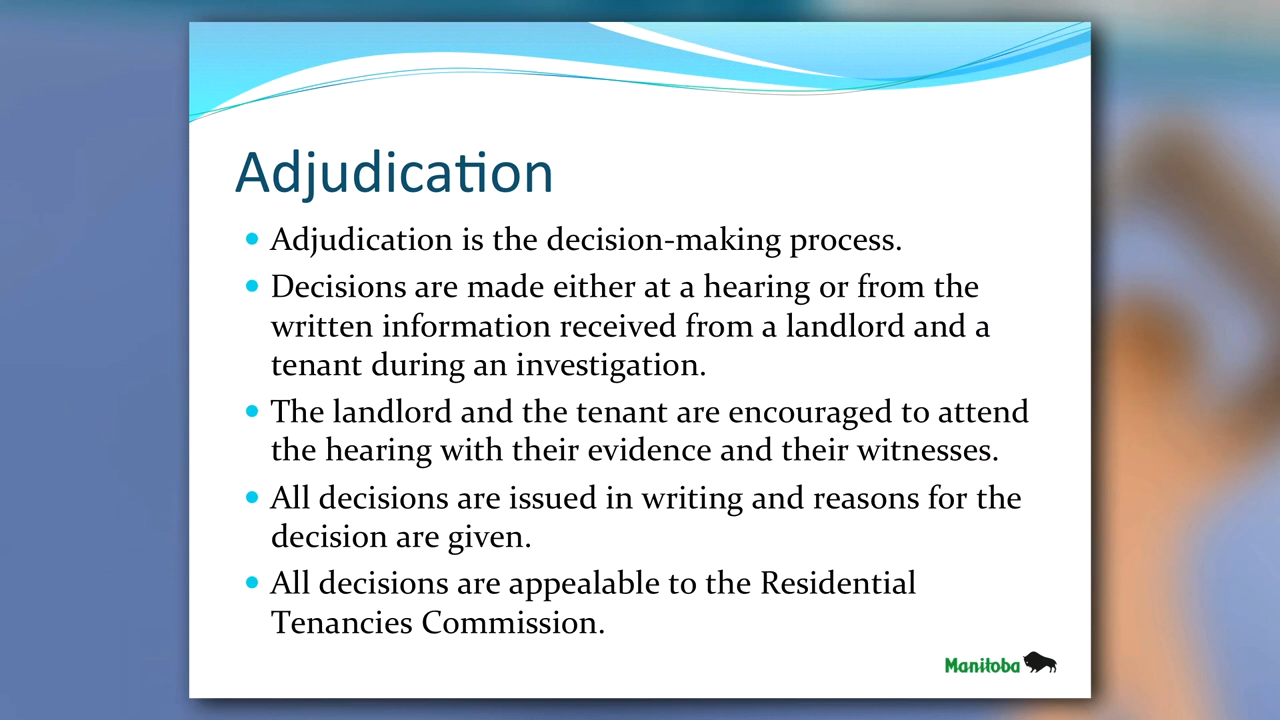 Adjudication
Adjudication is the decision-making process.
Decisions are made either at a hearing or from the
written information received from a landlord and a
tenant during an investigation.
The landlord and the tenant are encouraged to attend
the hearing with their evidence and their witnesses.
All decisions are issued in writing and reasons for the
decision are given.
All decisions are appealable to the Residential
Tenancies Commission.
Manitoba